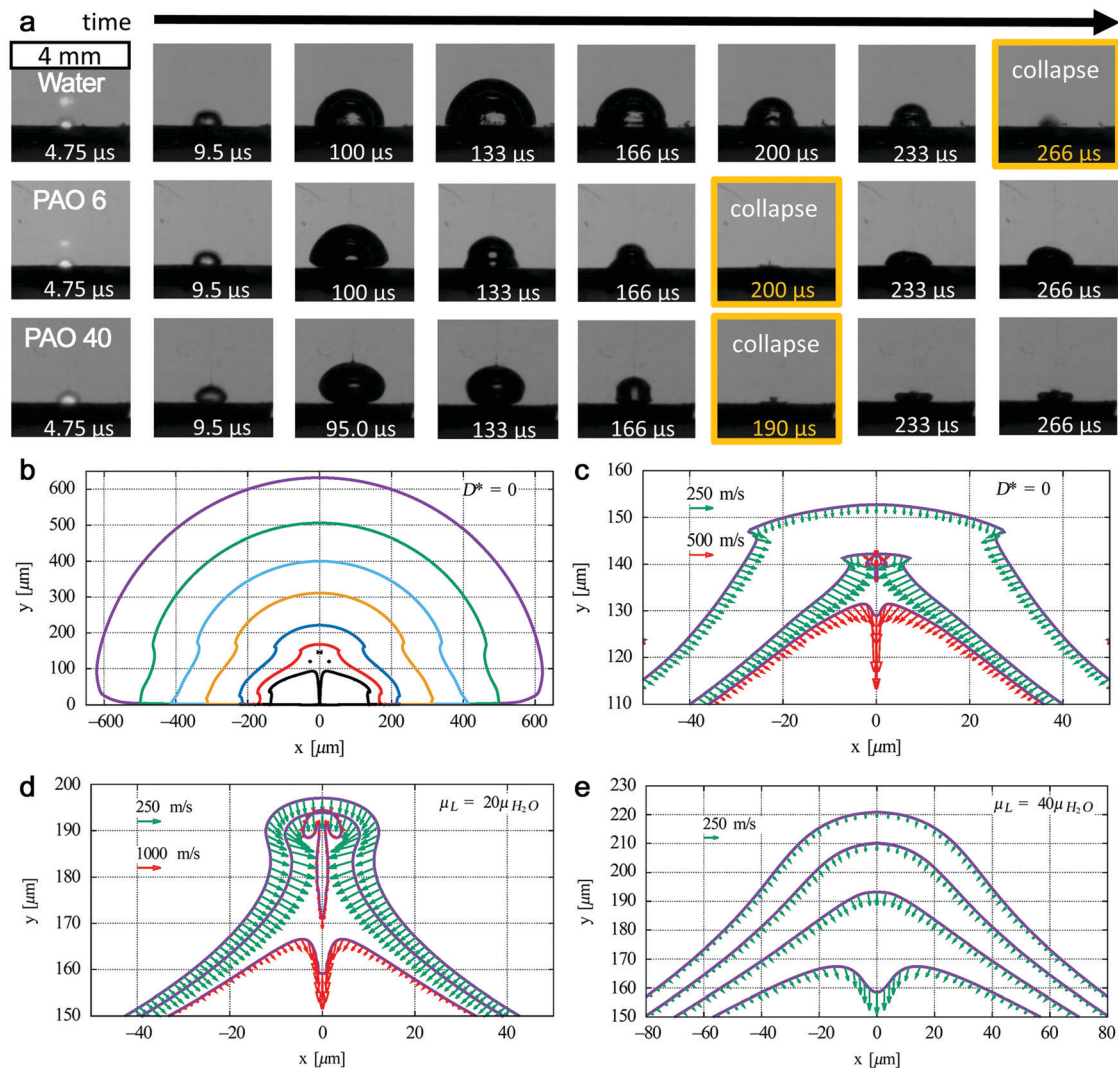 a time
4 mm
Water
collapse
4.75 μs 9.5 μs 100 μs 133 μs 166 μs 200 μs 233 μs 266 μs
PAO 6
collapse
4.75 μs 9.5 μs 100 μs 133 μs 166 μs 200 μs 233 μs 266 μs
PAO 40
collapse
4.75 μs 9.5 μs 95.0 μs 133 μs 166 μs 190 μs 233 μs 266 μs
b
D* = 0
y [μm]
600
500
400
300
200
100
0
−600 −400 −200 0 200 400 600
x [μm]
c
250 m/s
D* = 0
500 m/s
y [μm]
160
150
140
130
120
110
−40 −20 0 20 40
x [μm]
d
250 m/s
μL = 20μH2O
1000 m/s
y [μm]
200
190
180
170
160
150
−40 −20 0 20 40
x [μm]
e
μL = 40μH2O
250 m/s
y [μm]
230
220
210
200
190
180
170
160
150
−80 −60 −40 −20 0 20 40 60 80
x [μm]